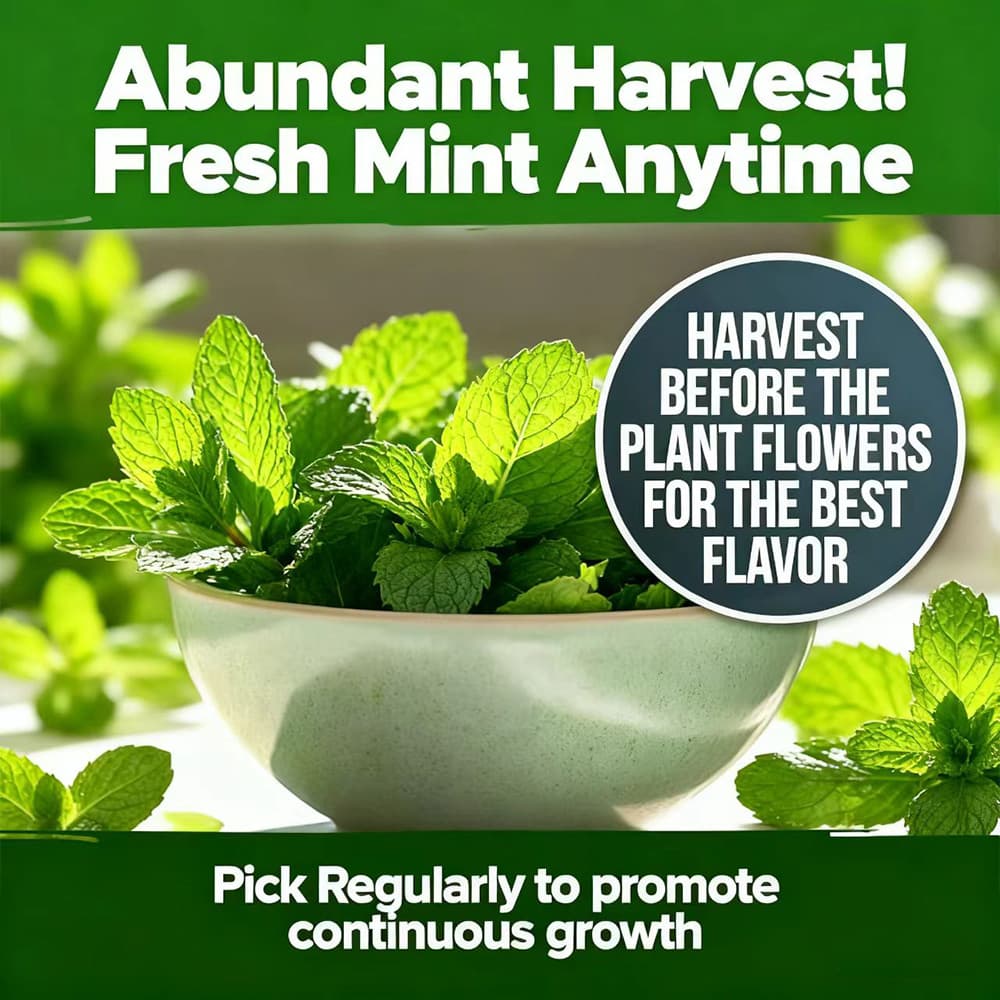 Abundant Harvest!
Fresh Mint Anytime
HARVEST
BEFORE THE
PLANT FLOWERS
FOR THE BEST
FLAVOR
Pick Regularly to promote
continuous growth